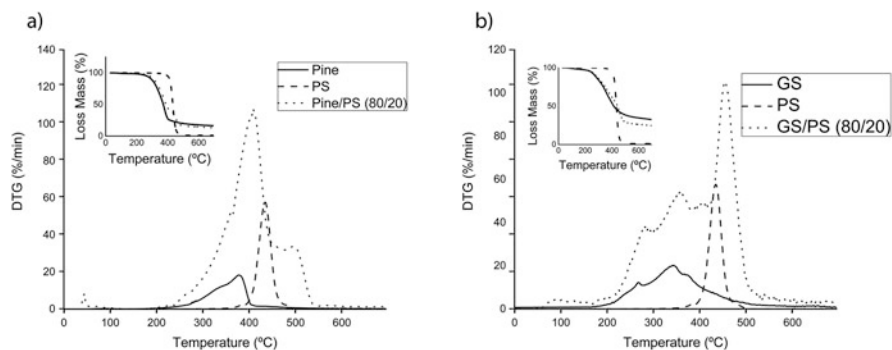 a)
140
120
100
80
60
40
20
0
DTG (%/min)
0 100 200 300 400 500 600
Temperature (ºC)
Loss Mass (%)
100
50
0
0 200 400 600
Temperature (ºC)
Pine
PS
Pine/PS (80/20)
b)
120
100
80
60
40
20
0
DTG (%/min)
0 100 200 300 400 500 600
Temperature (ºC)
Loss Mass (%)
100
50
0
0 200 400 600
Temperature (ºC)
GS
PS
GS/PS (80/20)